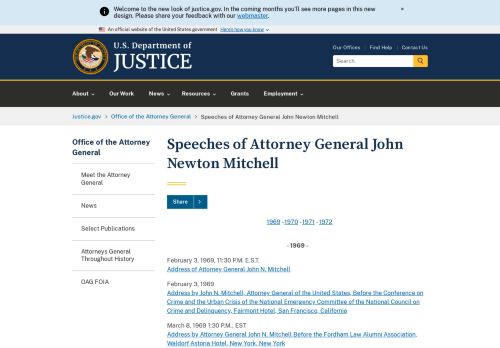 Welcome to the new look of justice.gov. In the coming months you'll see more pages in this new
design. Please share your feedback with our webmaster.
×
An official website of the United States government Here's how you know
U.S. Department of
JUSTICE
Our Offices | Find Help | Contact Us
Search
About Our Work News Resources Grants Employment
Justice.gov > Office of the Attorney General > Speeches of Attorney General John Newton Mitchell
Office of the Attorney
General
Meet the Attorney
General
News
Select Publications
Attorneys General
Throughout History
OAG FOIA
Speeches of Attorney General John
Newton Mitchell
Share >
1969 - 1970 - 1971 - 1972
- 1969 -
February 3, 1969, 11:30 P.M. E.S.T.
Address of Attorney General John N. Mitchell
February 3, 1969
Address by John N. Mitchell, Attorney General of the United States, Before the Conference on
Crime and the Urban Crisis of the National Emergency Committee of the National Council on
Crime and Delinquency, Fairmont Hotel, San Francisco, California
March 8, 1969 1:30 P.M., EST
Address by Attorney General John N. Mitchell Before the Fordham Law Alumni Association,
Waldorf Astoria Hotel, New York, New York